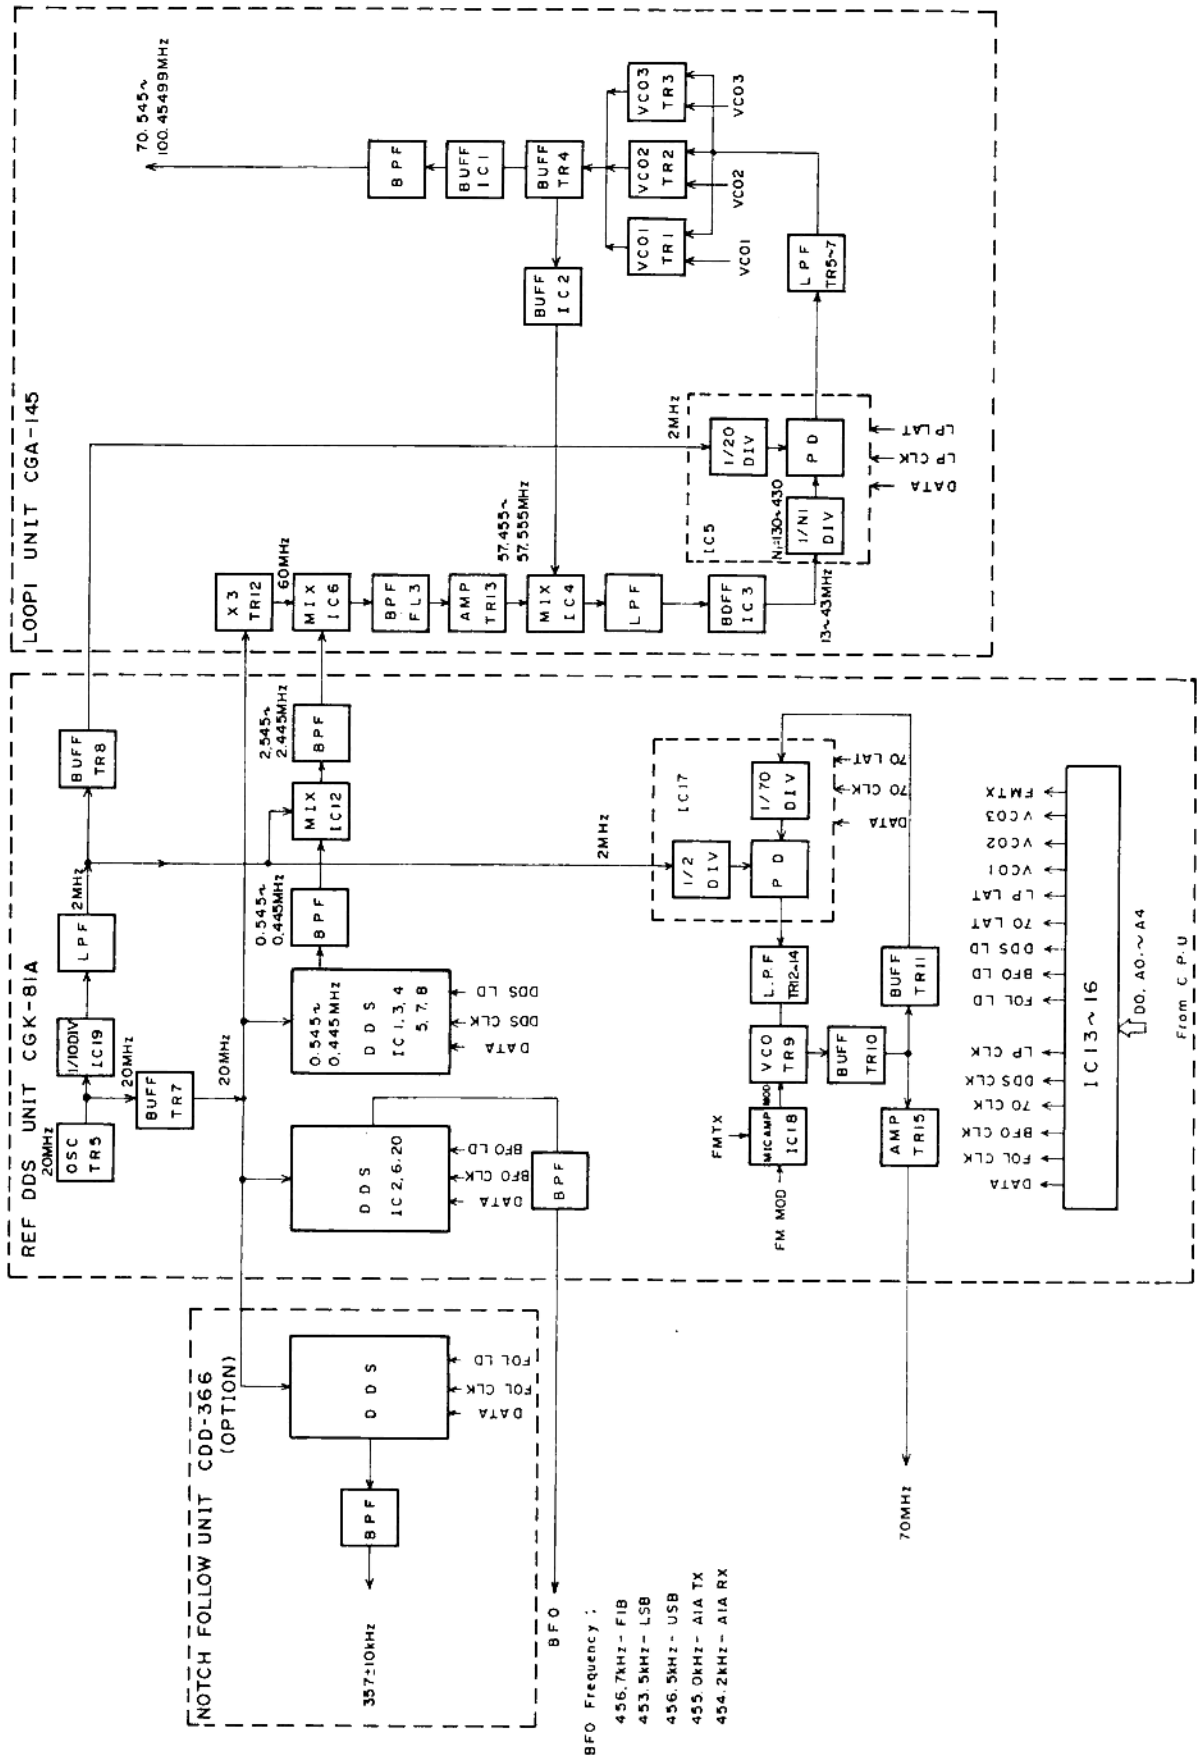 LOOPI UNIT CGA-145
70.545~
100.45499MHz
BPF
BUFF
IC1
BUFF
TR4
VCO3
TR3
VCO2
TR2
VCO1
TR1
VCO3
VCO2
VCO1
BUFF
IC2
LPF
TR5~7
2MHz
1/20
DIV
PD
IC5
N1=130~430
1/N1
DIV
LP LAT
LP CLK
DATA
X3
TR12
60MHz
MIX
IC6
BPF
FL3
AMP
TR13
57.455~
57.555MHz
MIX
IC4
LPF
BDFF
IC3
13~43MHz
REF DDS UNIT CGK-81A
BUFF
TR8
2MHz
LPF
1/10DIV
IC19
20MHz
OSC
TR5
20MHz
BUFF
TR7
20MHz
2.545~
2.445MHz
BPF
MIX
IC12
0.545~
0.445MHz
BPF
0.545~
0.445MHz
DDS
IC1,3,4
5,7,8
DDS LD
DDS CLK
DATA
DDS
IC2,6,20
BFO LD
BFO CLK
DATA
BPF
2MHz
IC17
1/2
DIV
1/70
DIV
PD
70 LAT
70 CLK
DATA
L.P.F
TR12~14
VCO
TR9
MOD
MICAMP
IC18
FMTX
FM MOD
BUFF
TR10
BUFF
TR11
AMP
TR15
FMTX
VCO3
VCO2
VCO1
LP LAT
70 LAT
DDS LD
BFO LD
FOL LD
LP CLK
DDS CLK
70 CLK
BFO CLK
FOL CLK
DATA
IC13~16
D0, A0~A4
From C P U
NOTCH FOLLOW UNIT CDD-366
(OPTION)
DDS
FOL LD
FOL CLK
DATA
BPF
357±10kHz
BFO
70MHz
BFO Frequency;
456.7kHz- F1B
453.5kHz- LSB
456.5kHz- USB
455.0kHz- A1A TX
454.2kHz- A1A RX